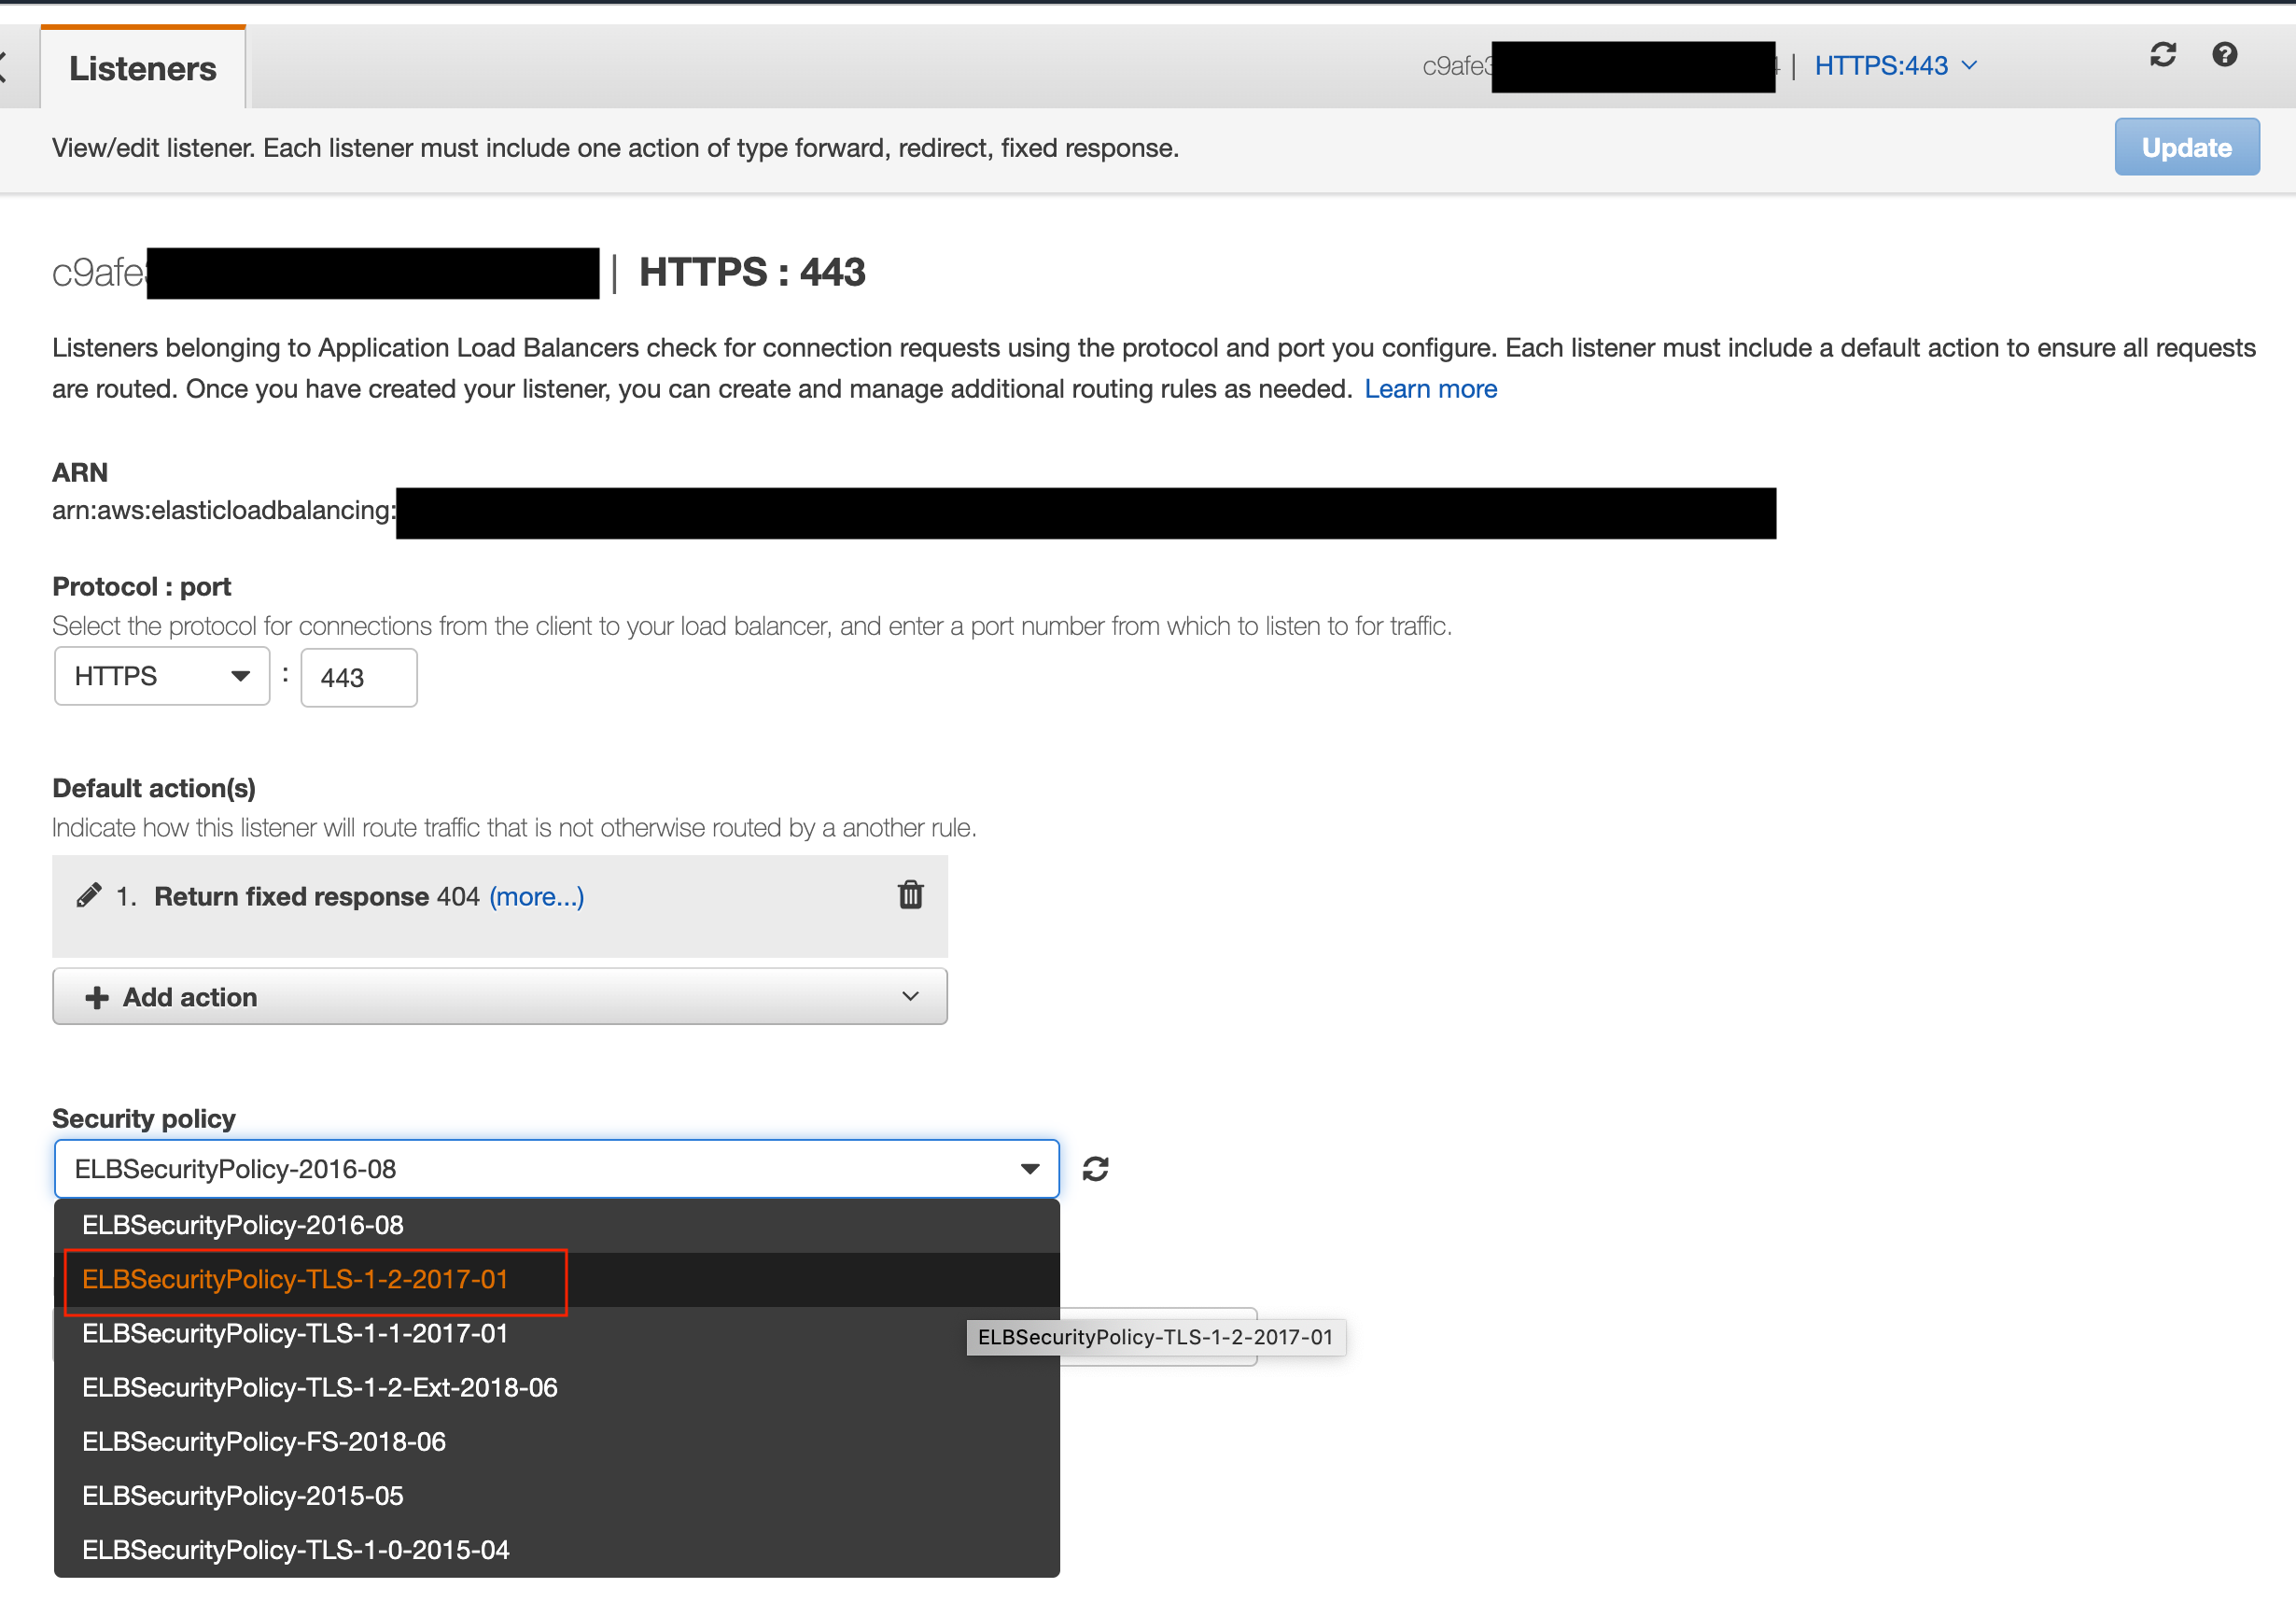 Listeners
c9afe3
| HTTPS:443
View/edit listener. Each listener must include one action of type forward, redirect, fixed response.
Update
c9afe
| HTTPS : 443
Listeners belonging to Application Load Balancers check for connection requests using the protocol and port you configure. Each listener must include a default action to ensure all requests
are routed. Once you have created your listener, you can create and manage additional routing rules as needed. Learn more
ARN
arn:aws:elasticloadbalancing:
Protocol : port
Select the protocol for connections from the client to your load balancer, and enter a port number from which to listen to for traffic.
HTTPS : 443
Default action(s)
Indicate how this listener will route traffic that is not otherwise routed by a another rule.
1. Return fixed response 404 (more...)
Add action
Security policy
ELBSecurityPolicy-2016-08
ELBSecurityPolicy-2016-08
ELBSecurityPolicy-TLS-1-2-2017-01
ELBSecurityPolicy-TLS-1-1-2017-01
ELBSecurityPolicy-TLS-1-2-2017-01
ELBSecurityPolicy-TLS-1-2-Ext-2018-06
ELBSecurityPolicy-FS-2018-06
ELBSecurityPolicy-2015-05
ELBSecurityPolicy-TLS-1-0-2015-04